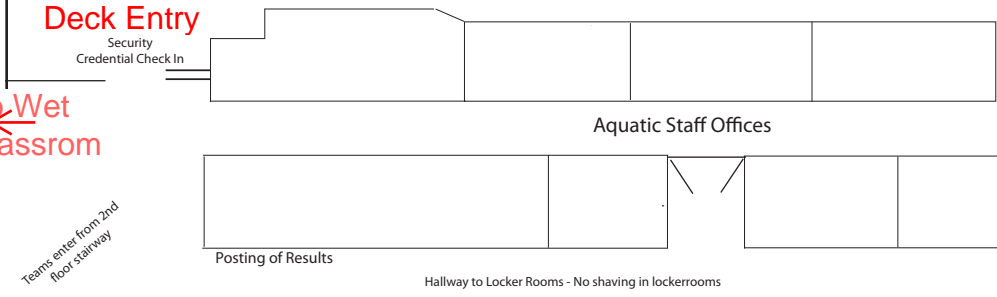 Deck Entry
Security
Credential Check In
Wet
assrom
Aquatic Staff Offices
Teams enter from 2nd
floor stairway
Posting of Results
Hallway to Locker Rooms - No shaving in lockerrooms